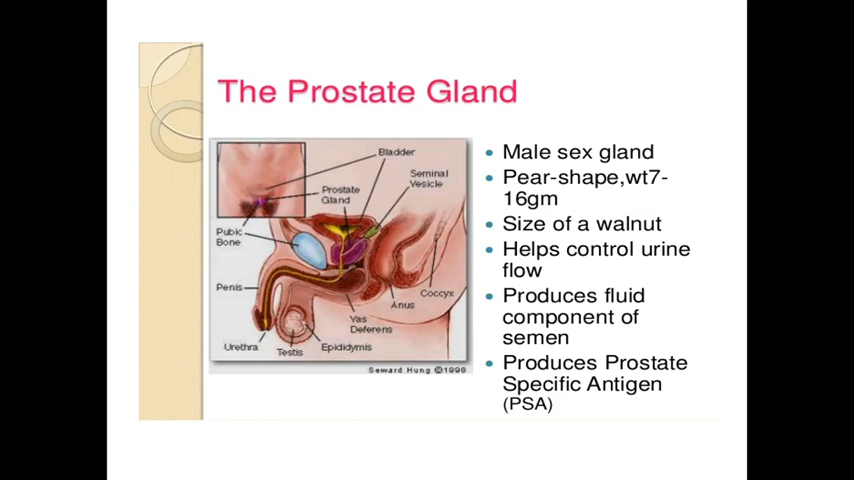 The Prostate Gland
Bladder
Seminal
Vesicle
Prostate
Gland
Pubic
Bone
Penis
Coccyx
Anus
Vas
Deferens
Urethra
Testis
Epididymis
Seward Hung ©1998
• Male sex gland
• Pear-shape,wt7-
16gm
• Size of a walnut
• Helps control urine
flow
• Produces fluid
component of
semen
• Produces Prostate
Specific Antigen
(PSA)